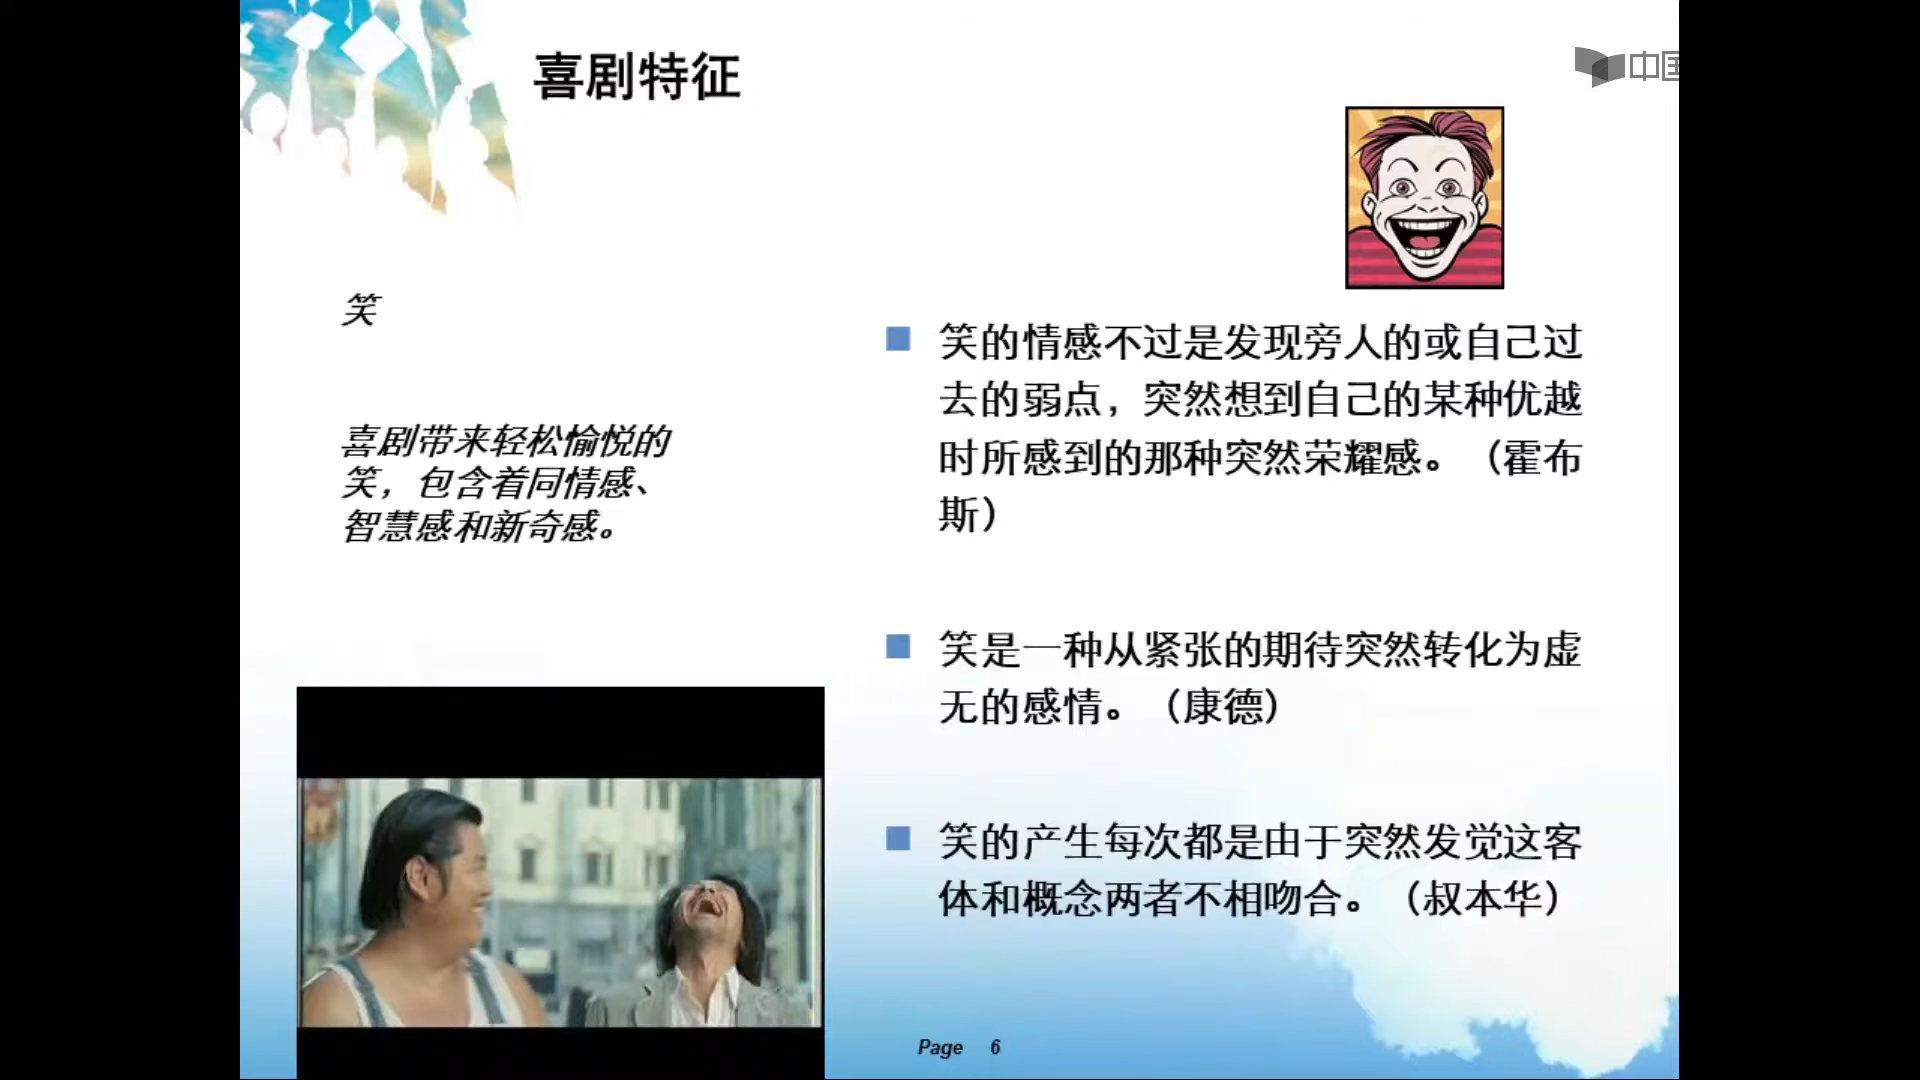 喜剧特征
中国
笑
喜剧带来轻松愉悦的
笑，包含着同情感、
智慧感和新奇感。
笑的情感不过是发现旁人的或自己过
去的弱点，突然想到自己的某种优越
时所感到的那种突然荣耀感。（霍布
斯）
笑是一种从紧张的期待突然转化为虚
无的感情。（康德）
笑的产生每次都是由于突然发觉这客
体和概念两者不相吻合。（叔本华）
Page 6